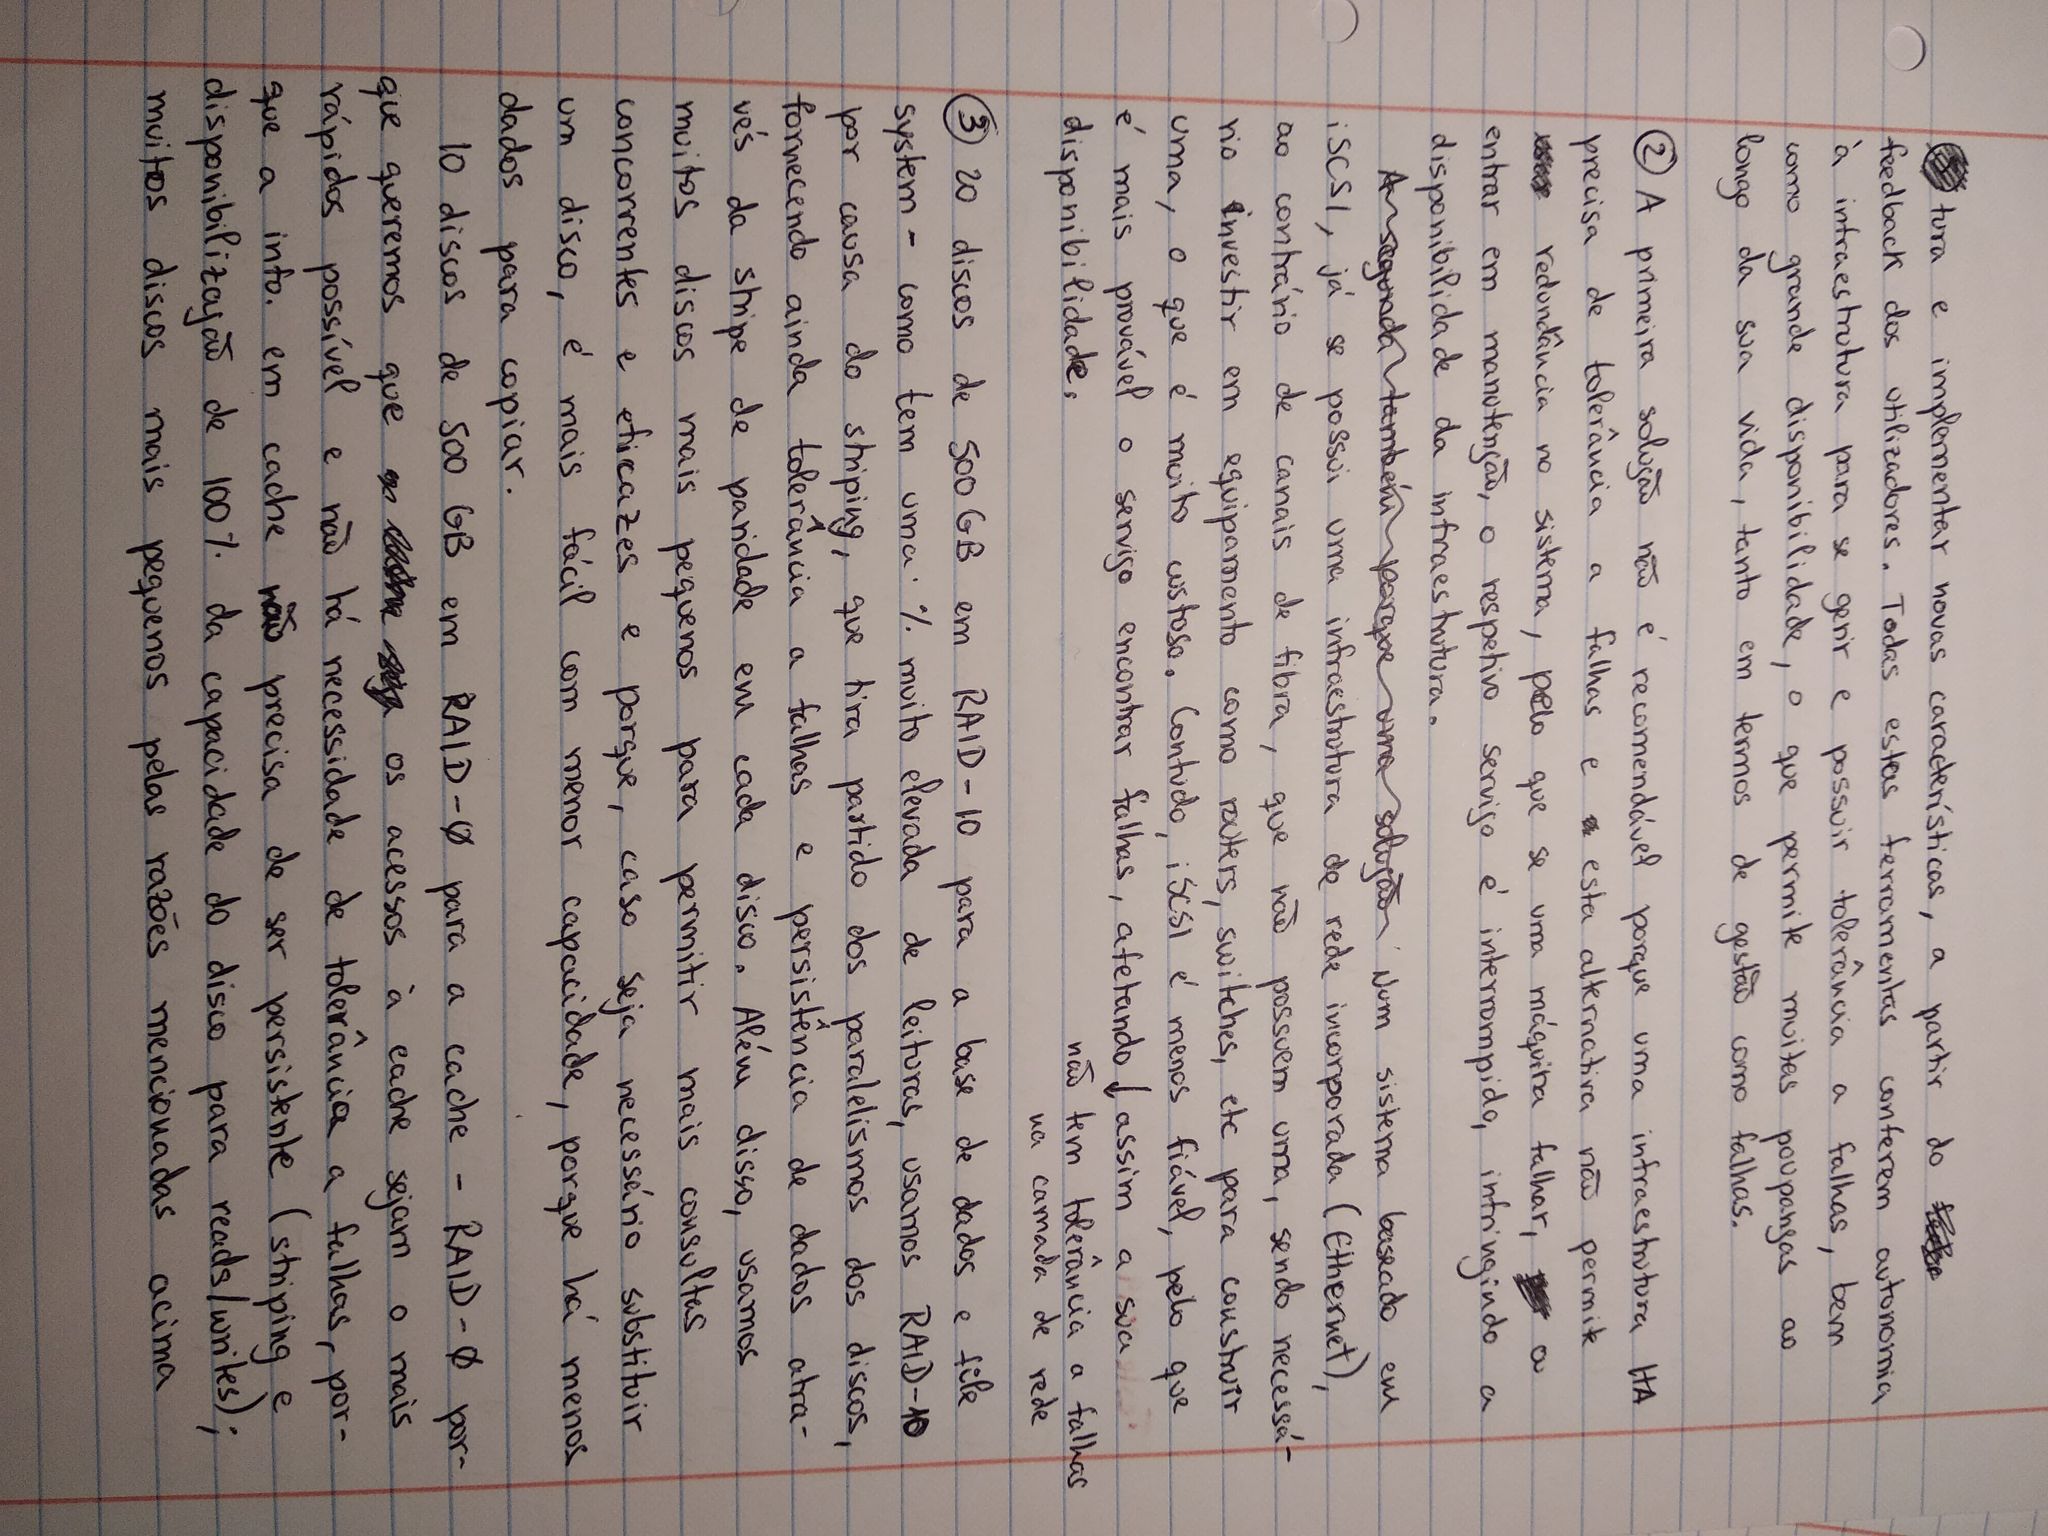 tura e implementar novas características, a partir do
feedback dos utilizadores. Todas estas ferramentas conferem autonomia
à infraestrutura para se gerir e possuir tolerância a falhas, bem
como grande disponibilidade, o que permite muitas poupanças ao
longo da sua vida, tanto em termos de gestão como falhas.
② A primeira solução não é recomendável porque uma infraestrutura HA
precisa de tolerância a falhas e esta alternativa não permite
redundância no sistema, pelo que se uma máquina falhar, a
entrar em manutenção, o respetivo serviço é interrompido, infringindo a
disponibilidade da infraestrutura.
A segunda também porque uma solução Num sistema baseado em
iSCSI, já se possui uma infraestrutura de rede incorporada (Ethernet),
ao contrário de canais de fibra, que não possuem uma, sendo necessá-
rio investir em equipamento como routers, switches, etc para construir
uma, o que é muito custoso. Contudo, iSCSI é menos fiável, pelo que
é mais provável o serviço encontrar falhas, afetando ↓ assim a sua
disponibilidade.
não tem tolerância a falhas
na camada de rede
③ 20 discos de 500 GB em RAID-10 para a base de dados e file
system - como tem uma % muito elevada de leituras, usamos RAID-10
por causa do striping, que tira partido dos paralelismos dos discos,
fornecendo ainda tolerância a falhas e persistência de dados atra-
vés da stripe de paridade em cada disco. Além disso, usamos
muitos discos mais pequenos para permitir mais consultas
concorrentes e eficazes e porque, caso seja necessário substituir
um disco, é mais fácil com menor capacidade, porque há menos
dados para copiar.
10 discos de 500 GB em RAID-Ø para a cache - RAID-Ø por-
que queremos que os acessos à cache sejam o mais
rápidos possível e não há necessidade de tolerância a falhas, por-
que a info. em cache não precisa de ser persistente (striping e
disponibilização de 100% da capacidade do disco para reads/writes);
muitos discos mais pequenos pelas razões mencionadas acima